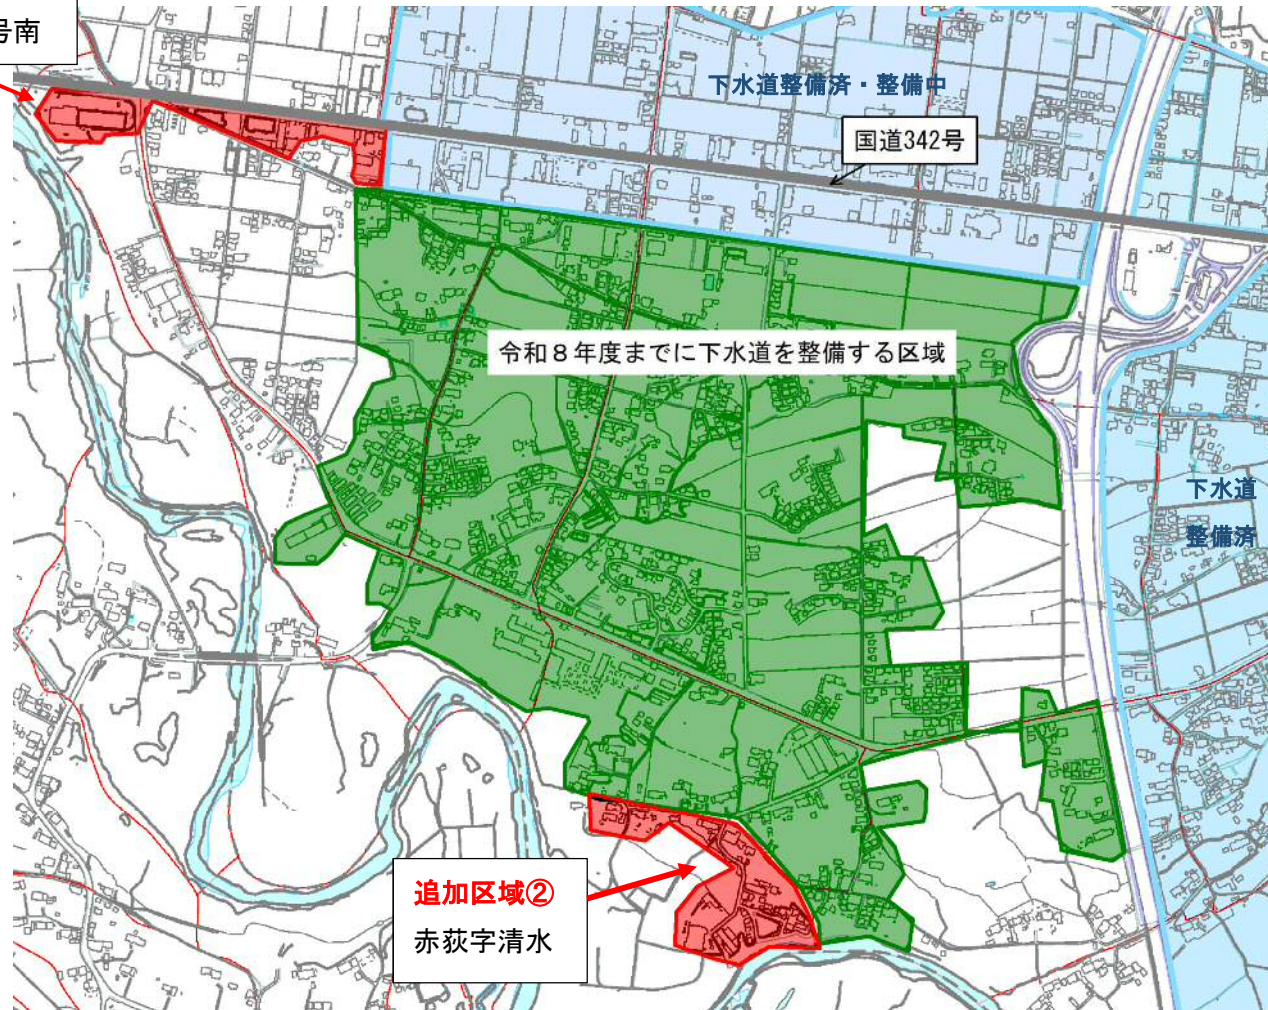 号南
下水道整備済・整備中
国道342号
令和８年度までに下水道を整備する区域
下水道
整備済
追加区域②
赤荻字清水